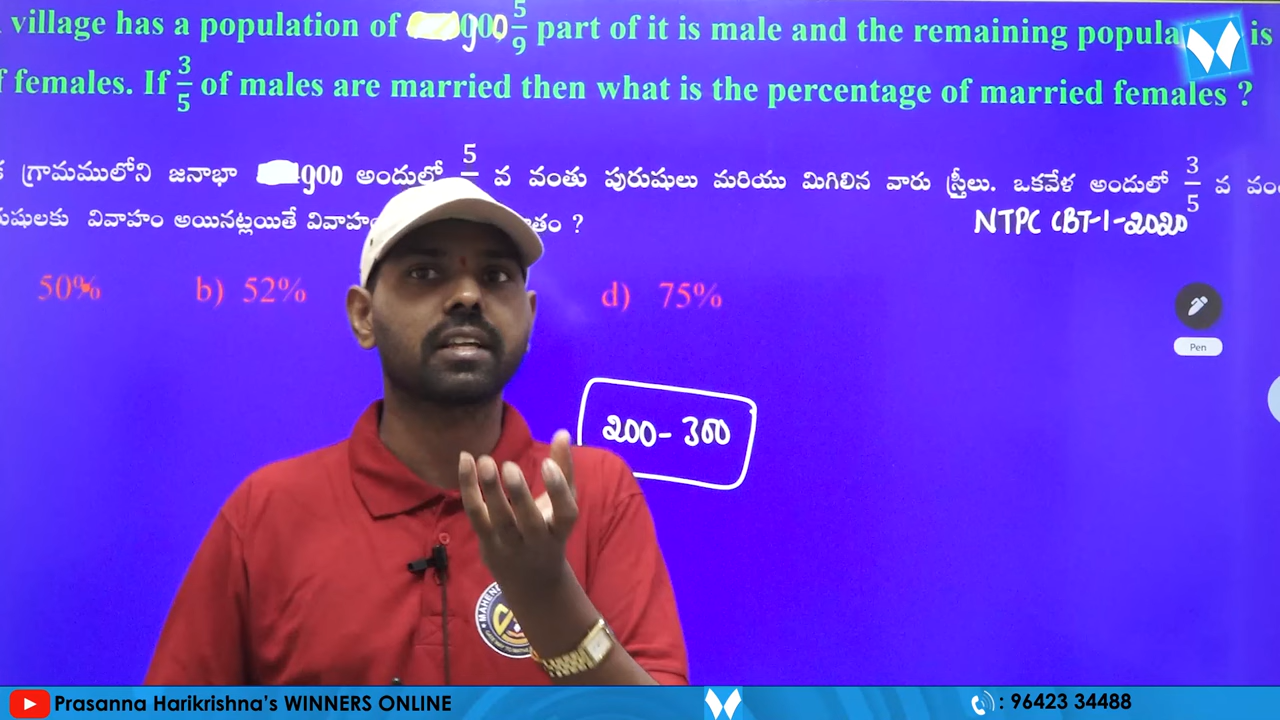 village has a population of 900) 5/9 part of it is male and the remaining popula is
f females. If 3/5 of males are married then what is the percentage of married females ?
గ్రామములోని జనాభా 900 అందులో 5 వ వంతు పురుషులు మరియు మిగిలిన వారు స్త్రీలు. ఒకవేళ అందులో 3/5 వ
వివాహం అయినట్లయితే ?
NTPC CBT-1-2020
50% b) 52% d) 75%
Pen
200-300
MAHEN
Prasanna Harikrishna's WINNERS ONLINE : 96423 34488